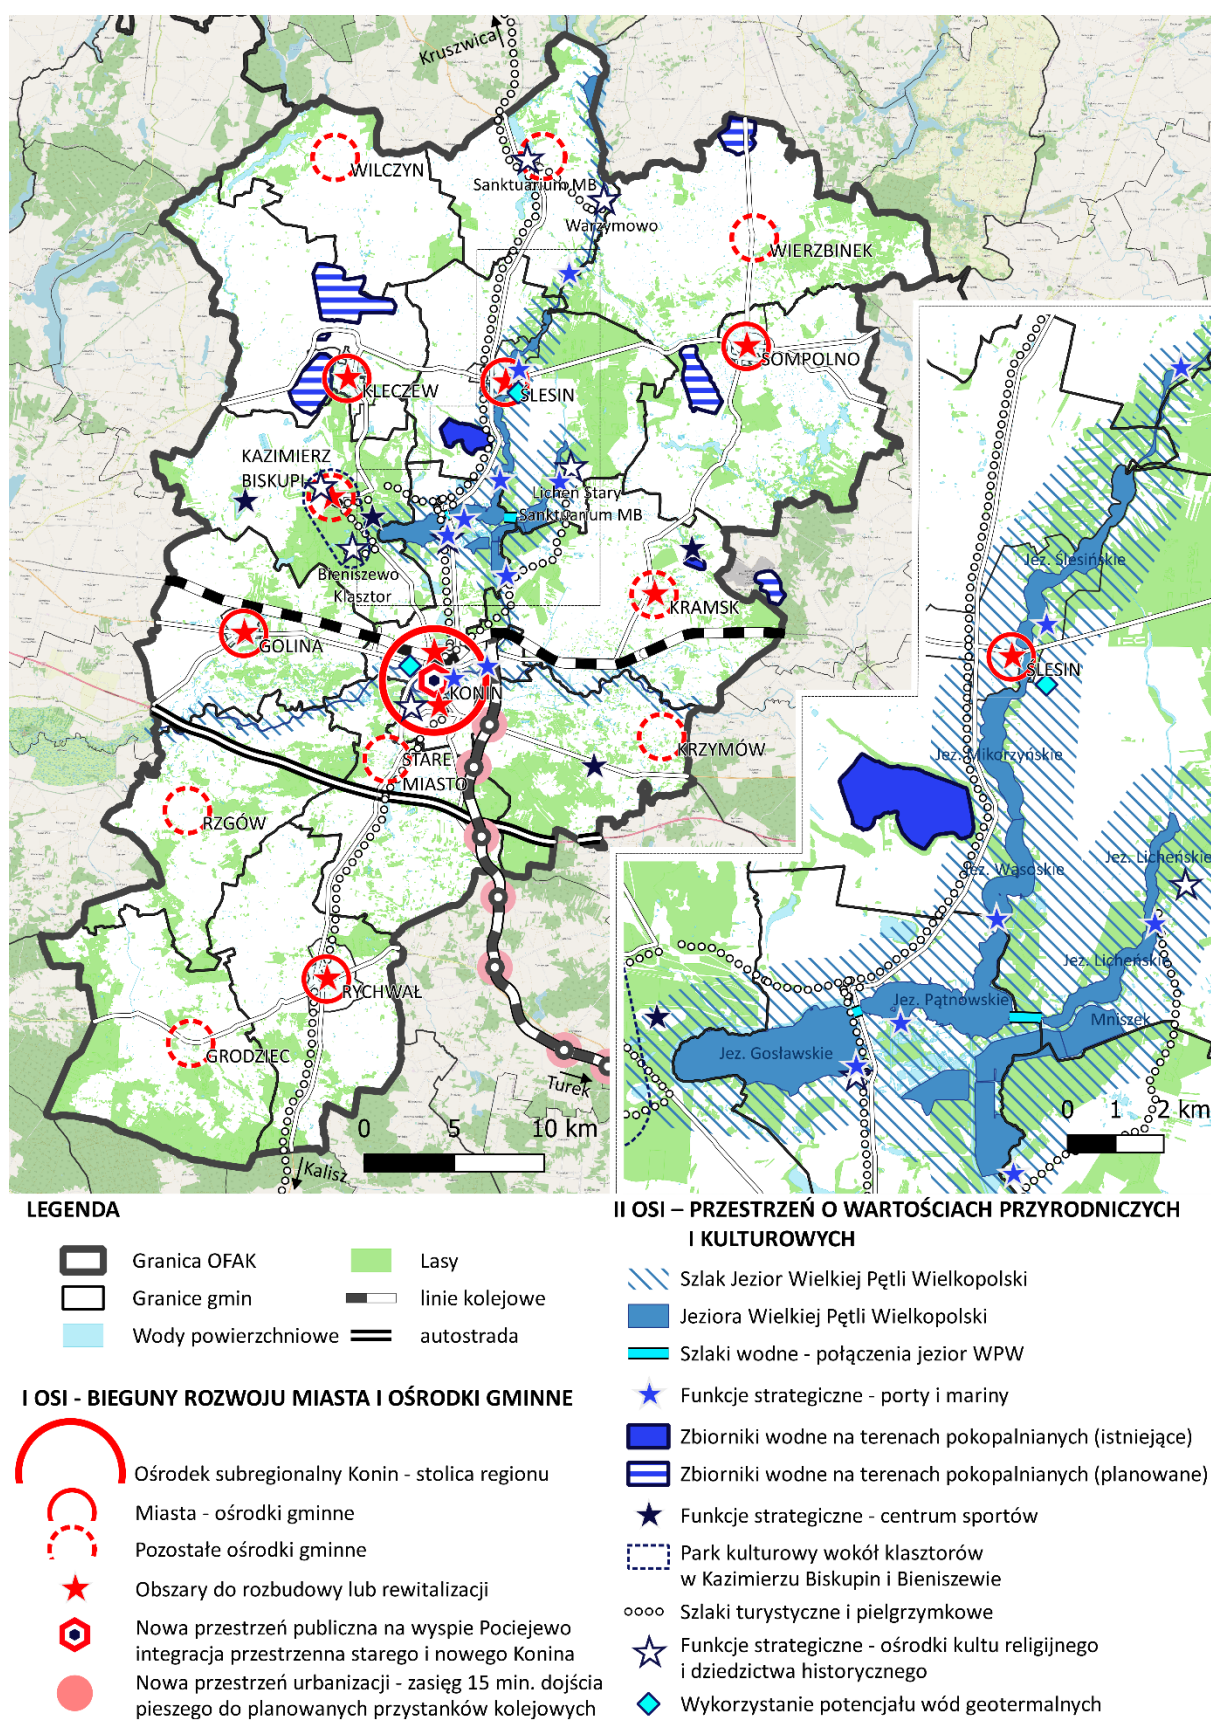 Kruszwica
WILCZYN
Sanktuarium MB
Warzymowo
WIERZBINEK
SOMPOLNO
KLECZEW
ŚLESIN
KAZIMIERZ
BISKUPI
Licheń Stary
Sanktuarium MB
Bieniszewo
Klasztor
KRAMSK
GOLINA
KONIN
KRZYMÓW
STARE
MIASTO
RZGÓW
RYCHWAŁ
GRODZIEC
Turek
Kalisz
0 5 10 km
Jez. Ślesińskie
ŚLESIN
Jez. Mikorzyńskie
Jez. Wąsoskie
Jez. Licheńskie
Jez. Licheńskie
Jez. Pątnowskie
Mniszek
Jez. Gosławskie
0 1 2 km
LEGENDA
Granica OFAK
Lasy
Granice gmin
linie kolejowe
Wody powierzchniowe
autostrada
I OSI - BIEGUNY ROZWOJU MIASTA I OŚRODKI GMINNE
Ośrodek subregionalny Konin - stolica regionu
Miasta - ośrodki gminne
Pozostałe ośrodki gminne
Obszary do rozbudowy lub rewitalizacji
Nowa przestrzeń publiczna na wyspie Pociejewo
integracja przestrzenna starego i nowego Konina
Nowa przestrzeń urbanizacji - zasięg 15 min. dojścia
pieszego do planowanych przystanków kolejowych
II OSI – PRZESTRZEŃ O WARTOŚCIACH PRZYRODNICZYCH
I KULTUROWYCH
Szlak Jezior Wielkiej Pętli Wielkopolski
Jeziora Wielkiej Pętli Wielkopolski
Szlaki wodne - połączenia jezior WPW
Funkcje strategiczne - porty i mariny
Zbiorniki wodne na terenach pokopalnianych (istniejące)
Zbiorniki wodne na terenach pokopalnianych (planowane)
Funkcje strategiczne - centrum sportów
Park kulturowy wokół klasztorów
w Kazimierzu Biskupin i Bieniszewie
Szlaki turystyczne i pielgrzymkowe
Funkcje strategiczne - ośrodki kultu religijnego
i dziedzictwa historycznego
Wykorzystanie potencjału wód geotermalnych